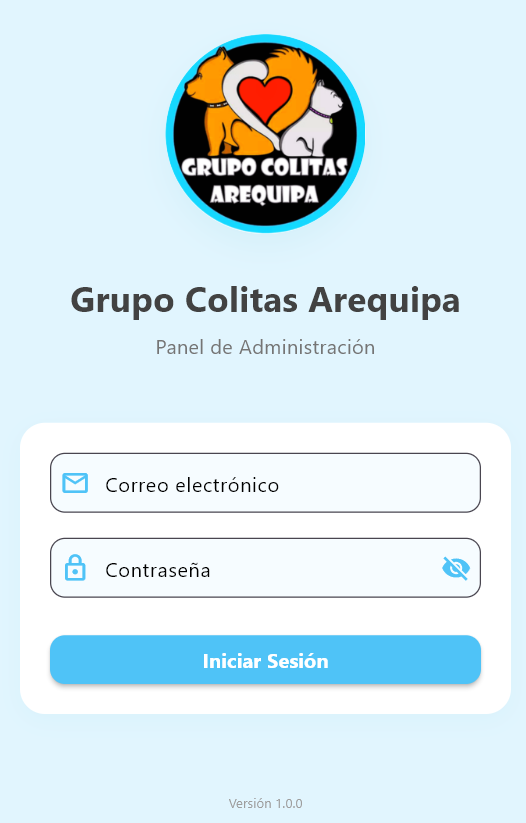 GRUPO COLITAS
AREQUIPA
Grupo Colitas Arequipa
Panel de Administración
Correo electrónico
Contraseña
Iniciar Sesión
Versión 1.0.0